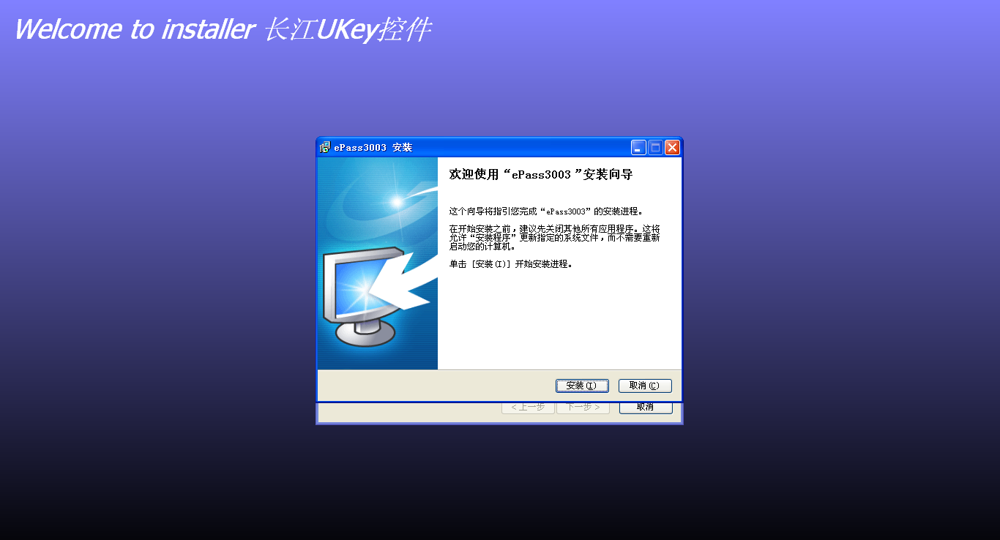 Welcome to installer 长江UKey控件
ePass3003 安装
欢迎使用“ePass3003”安装向导
这个向导将指引您完成“ePass3003”的安装进程。
在开始安装之前，建议先关闭其他所有应用程序。这将
允许“安装程序”更新指定的系统文件，而不需要重新
启动您的计算机。
单击 [安装(I)] 开始安装进程。
安装(I) 取消(C)
< 上一步 下一步 > 取消